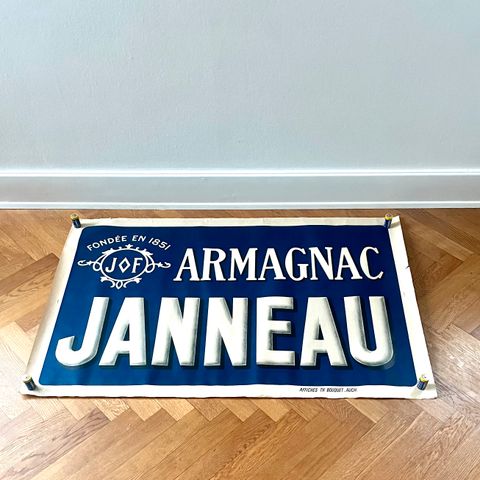 FONDÉE EN 1851
J◊F
ARMAGNAC
JANNEAU
AFFICHES TH BOUQUET. AUCH